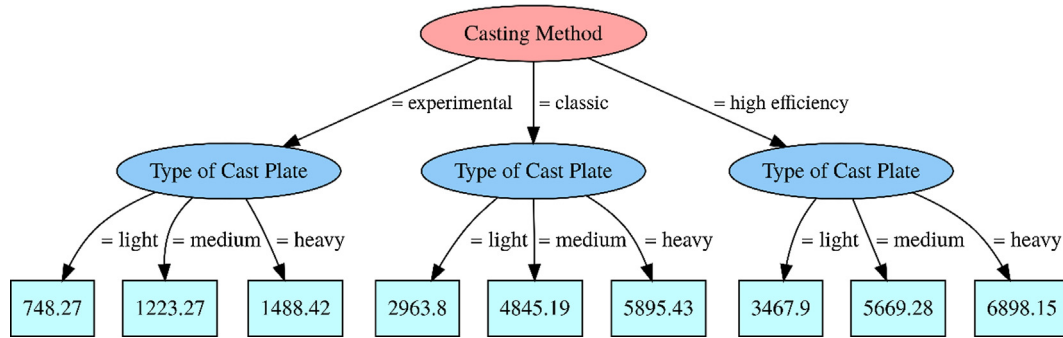 Casting Method
= experimental
= classic
= high efficiency
Type of Cast Plate
Type of Cast Plate
Type of Cast Plate
= light
= medium
= heavy
= light
= medium
= heavy
= light
= medium
= heavy
748.27
1223.27
1488.42
2963.8
4845.19
5895.43
3467.9
5669.28
6898.15